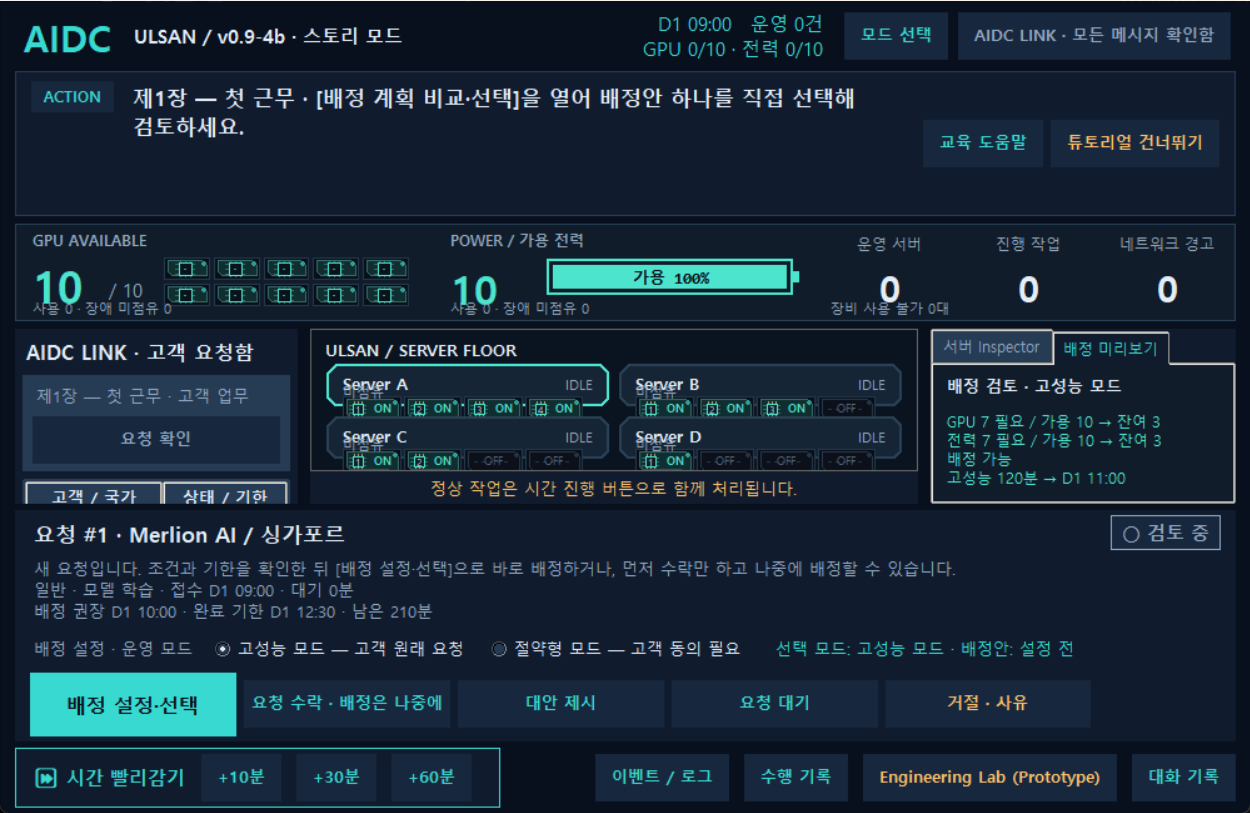 AIDC ULSAN / v0.9-4b · 스토리 모드
D1 09:00 운영 0건
GPU 0/10 · 전력 0/10
모드 선택
AIDC LINK · 모든 메시지 확인함
ACTION
제1장 — 첫 근무 · [배정 계획 비교·선택]을 열어 배정안 하나를 직접 선택해
검토하세요.
교육 도움말
튜토리얼 건너뛰기
GPU AVAILABLE
10 / 10
사용 0 · 장애 미점유 0
POWER / 가용 전력
10
가용 100%
사용 0 · 장애 미점유 0
운영 서버
0
장비 사용 불가 0대
진행 작업
0
네트워크 경고
0
AIDC LINK · 고객 요청함
제1장 — 첫 근무 · 고객 업무
요청 확인
고객 / 국가
상태 / 기한
ULSAN / SERVER FLOOR
Server A IDLE
미점유
1 ON 2 ON 3 ON 4 ON
Server B IDLE
미점유
1 ON 2 ON 3 ON -OFF-
Server C IDLE
미점유
1 ON 2 ON -OFF- -OFF-
Server D IDLE
미점유
1 ON -OFF- -OFF- -OFF-
정상 작업은 시간 진행 버튼으로 함께 처리됩니다.
서버 Inspector
배정 미리보기
배정 검토 · 고성능 모드
GPU 7 필요 / 가용 10 → 잔여 3
전력 7 필요 / 가용 10 → 잔여 3
배정 가능
고성능 120분 → D1 11:00
요청 #1 · Merlion AI / 싱가포르
○ 검토 중
새 요청입니다. 조건과 기한을 확인한 뒤 [배정 설정·선택]으로 바로 배정하거나, 먼저 수락만 하고 나중에 배정할 수 있습니다.
일반 · 모델 학습 · 접수 D1 09:00 · 대기 0분
배정 권장 D1 10:00 · 완료 기한 D1 12:30 · 남은 210분
배정 설정 · 운영 모드 고성능 모드 — 고객 원래 요청 절약형 모드 — 고객 동의 필요 선택 모드: 고성능 모드 · 배정안: 설정 전
배정 설정·선택
요청 수락 · 배정은 나중에
대안 제시
요청 대기
거절 · 사유
시간 빨리감기
+10분
+30분
+60분
이벤트 / 로그
수행 기록
Engineering Lab (Prototype)
대화 기록